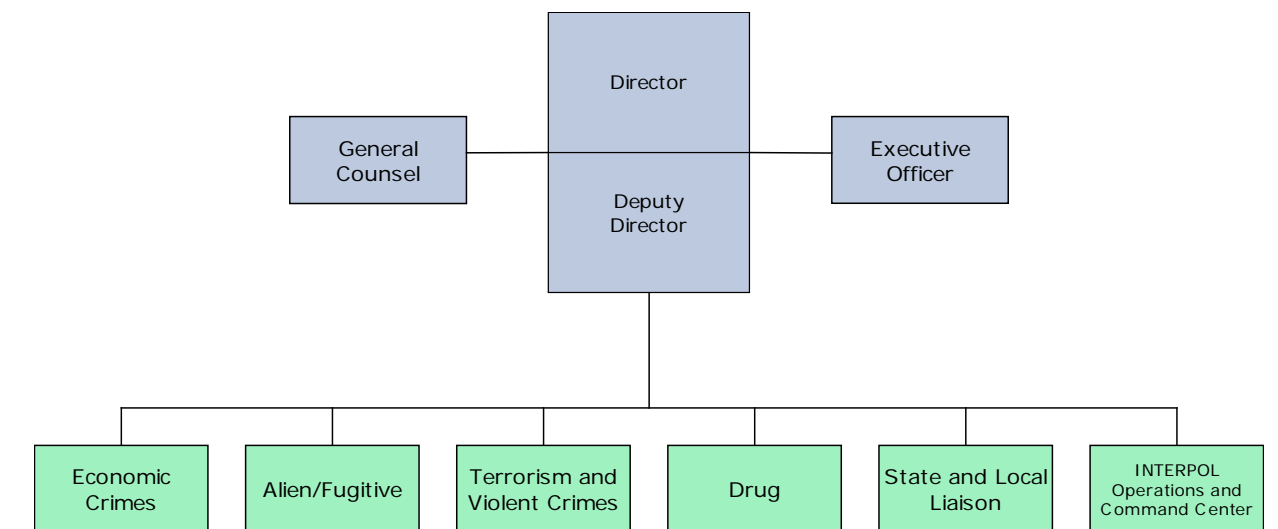 Director
General
Counsel
Executive
Officer
Deputy
Director
Economic
Crimes
Alien/Fugitive
Terrorism and
Violent Crimes
Drug
State and Local
Liaison
INTERPOL
Operations and
Command Center